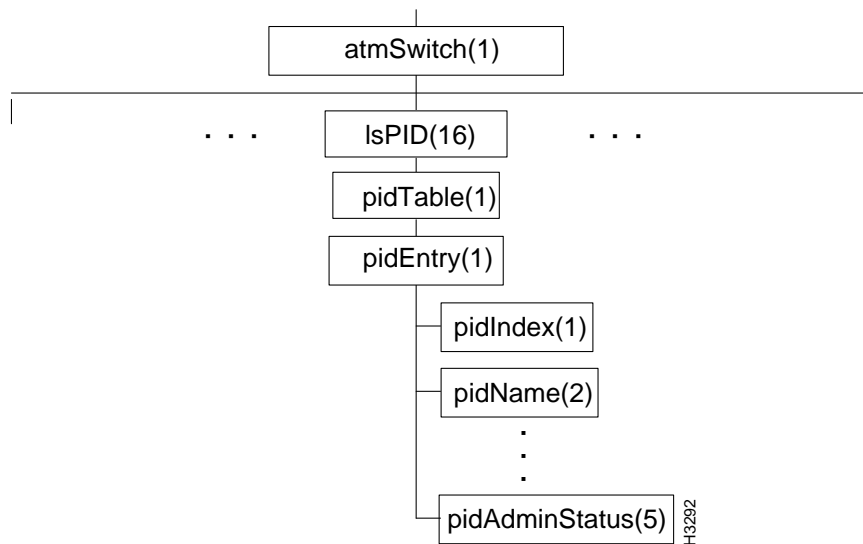 atmSwitch(1)
. . . lsPID(16) . . .
pidTable(1)
pidEntry(1)
pidIndex(1)
pidName(2)
.
.
.
pidAdminStatus(5)
H3292